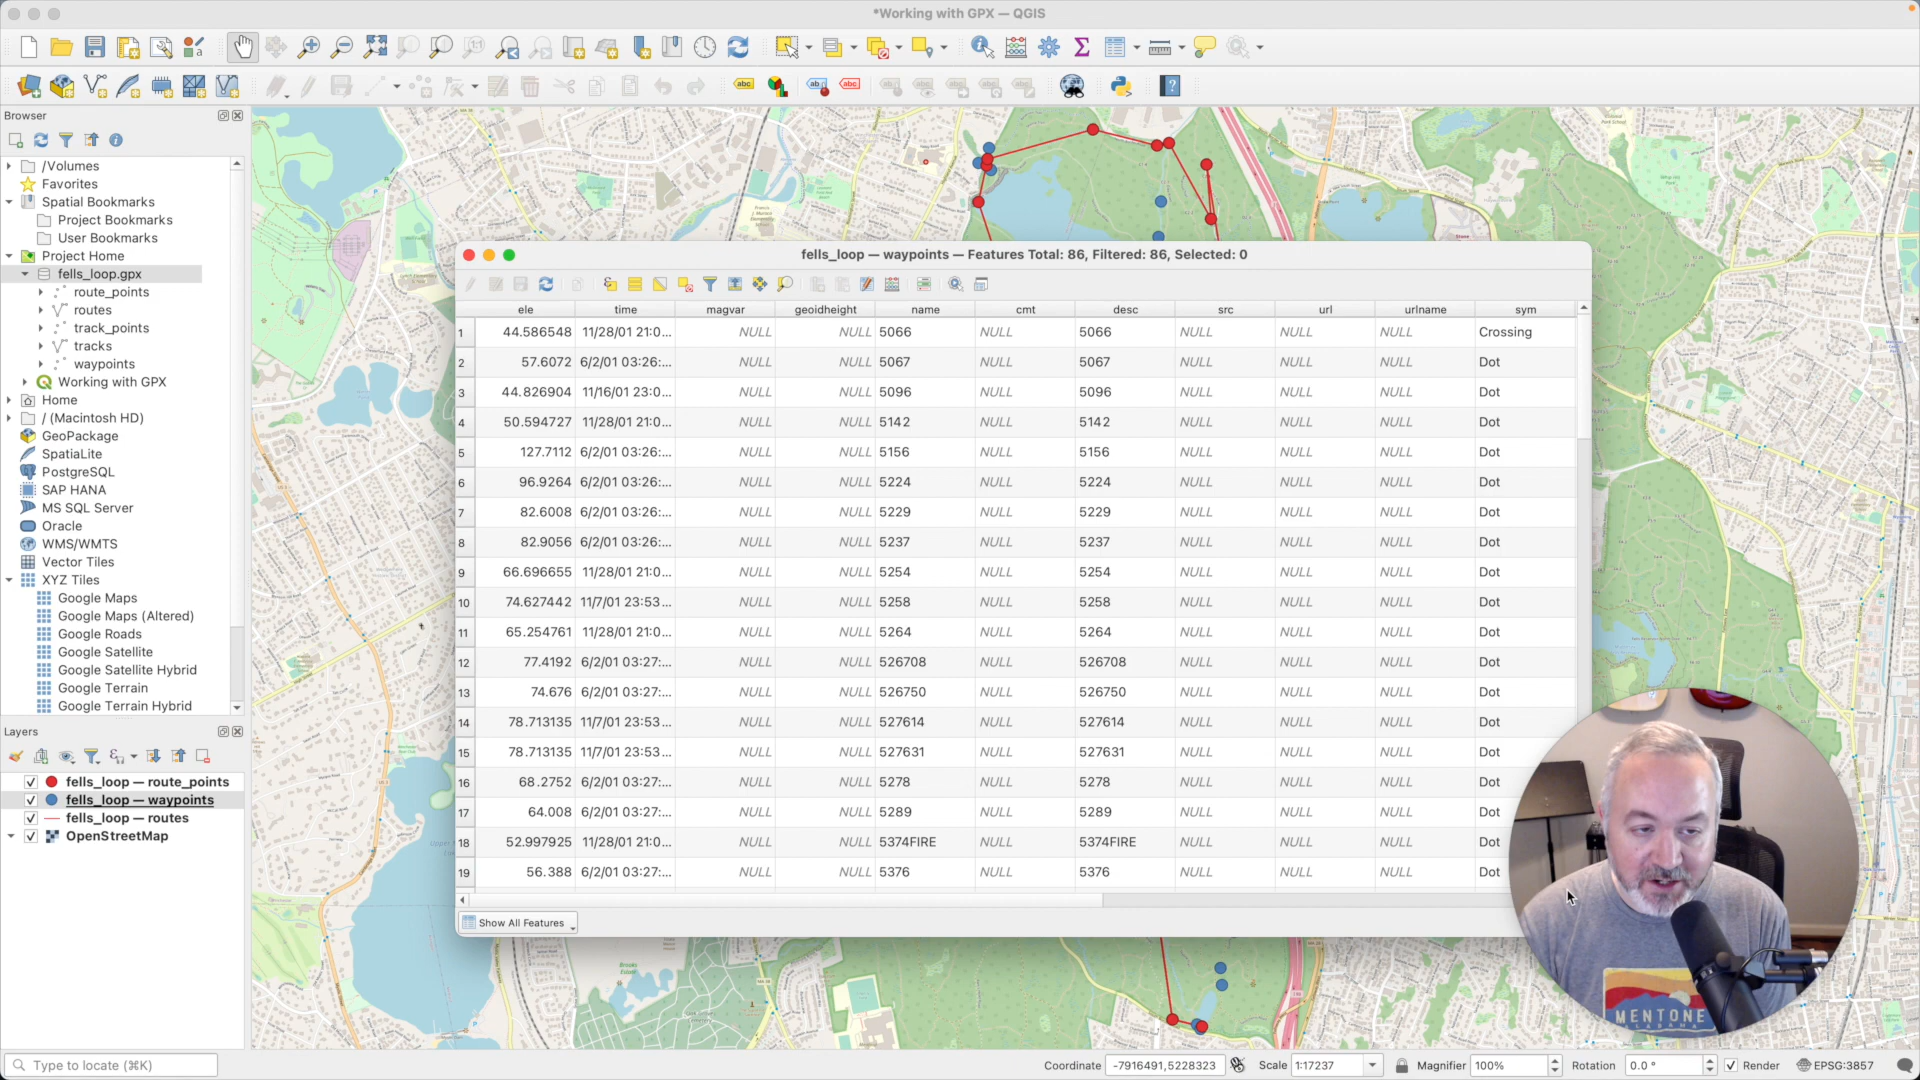 *Working with GPX — QGIS
Browser
/Volumes
Favorites
Spatial Bookmarks
Project Bookmarks
User Bookmarks
Project Home
fells_loop.gpx
route_points
routes
track_points
tracks
waypoints
Working with GPX
Home
/ (Macintosh HD)
GeoPackage
SpatiaLite
PostgreSQL
SAP HANA
MS SQL Server
Oracle
WMS/WMTS
Vector Tiles
XYZ Tiles
Google Maps
Google Maps (Altered)
Google Roads
Google Satellite
Google Satellite Hybrid
Google Terrain
Google Terrain Hybrid
Layers
fells_loop — route_points
fells_loop — waypoints
fells_loop — routes
OpenStreetMap
fells_loop — waypoints — Features Total: 86, Filtered: 86, Selected: 0
ele time magvar geoidheight name cmt desc src url urlname sym
1 44.586548 11/28/01 21:0... NULL NULL 5066 NULL 5066 NULL NULL NULL Crossing
2 57.6072 6/2/01 03:26:... NULL NULL 5067 NULL 5067 NULL NULL NULL Dot
3 44.826904 11/16/01 23:0... NULL NULL 5096 NULL 5096 NULL NULL NULL Dot
4 50.594727 11/28/01 21:0... NULL NULL 5142 NULL 5142 NULL NULL NULL Dot
5 127.7112 6/2/01 03:26:... NULL NULL 5156 NULL 5156 NULL NULL NULL Dot
6 96.9264 6/2/01 03:26:... NULL NULL 5224 NULL 5224 NULL NULL NULL Dot
7 82.6008 6/2/01 03:26:... NULL NULL 5229 NULL 5229 NULL NULL NULL Dot
8 82.9056 6/2/01 03:26:... NULL NULL 5237 NULL 5237 NULL NULL NULL Dot
9 66.696655 11/28/01 21:0... NULL NULL 5254 NULL 5254 NULL NULL NULL Dot
10 74.627442 11/7/01 23:53... NULL NULL 5258 NULL 5258 NULL NULL NULL Dot
11 65.254761 11/28/01 21:0... NULL NULL 5264 NULL 5264 NULL NULL NULL Dot
12 77.4192 6/2/01 03:27:... NULL NULL 526708 NULL 526708 NULL NULL NULL Dot
13 74.676 6/2/01 03:27:... NULL NULL 526750 NULL 526750 NULL NULL NULL Dot
14 78.713135 11/7/01 23:53... NULL NULL 527614 NULL 527614 NULL NULL NULL Dot
15 78.713135 11/7/01 23:53... NULL NULL 527631 NULL 527631 NULL NULL NULL Dot
16 68.2752 6/2/01 03:27:... NULL NULL 5278 NULL 5278 NULL NULL NULL Dot
17 64.008 6/2/01 03:27:... NULL NULL 5289 NULL 5289 NULL NULL NULL Dot
18 52.997925 11/28/01 21:0... NULL NULL 5374FIRE NULL 5374FIRE NULL NULL NULL Dot
19 56.388 6/2/01 03:27:... NULL NULL 5376 NULL 5376 NULL NULL NULL Dot
Show All Features
MENTONE
ALABAMA
Type to locate (⌘K)
Coordinate -7916491,5228323 Scale 1:17237 Magnifier 100% Rotation 0.0 ° Render EPSG:3857